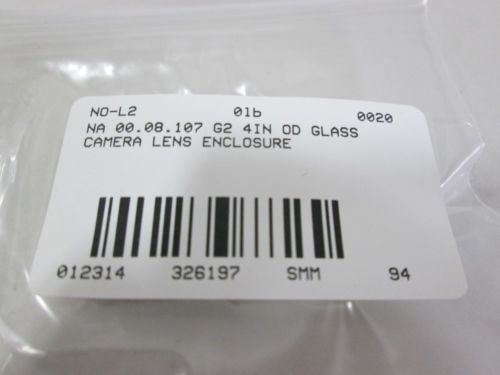 NO-L2 01b 0020
NA 00.08.107 G2 4IN OD GLASS
CAMERA LENS ENCLOSURE
012314 326197 SMM 94